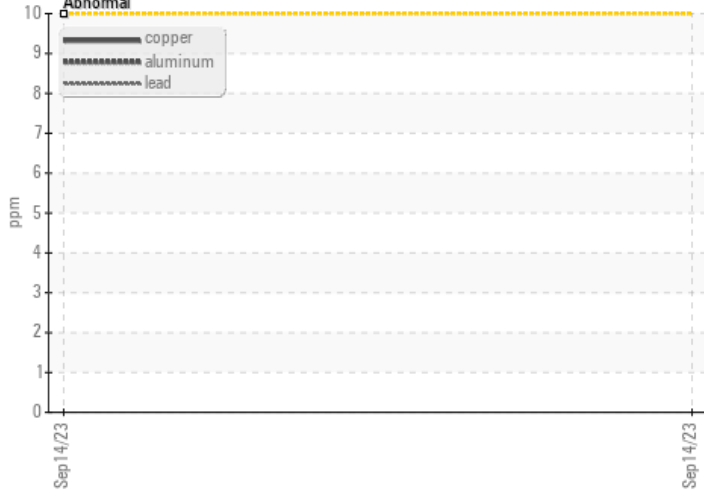 Abnormal
10
copper
aluminum
lead
9
8
7
6
5
4
3
2
1
0
ppm
Sep14/23
Sep14/23